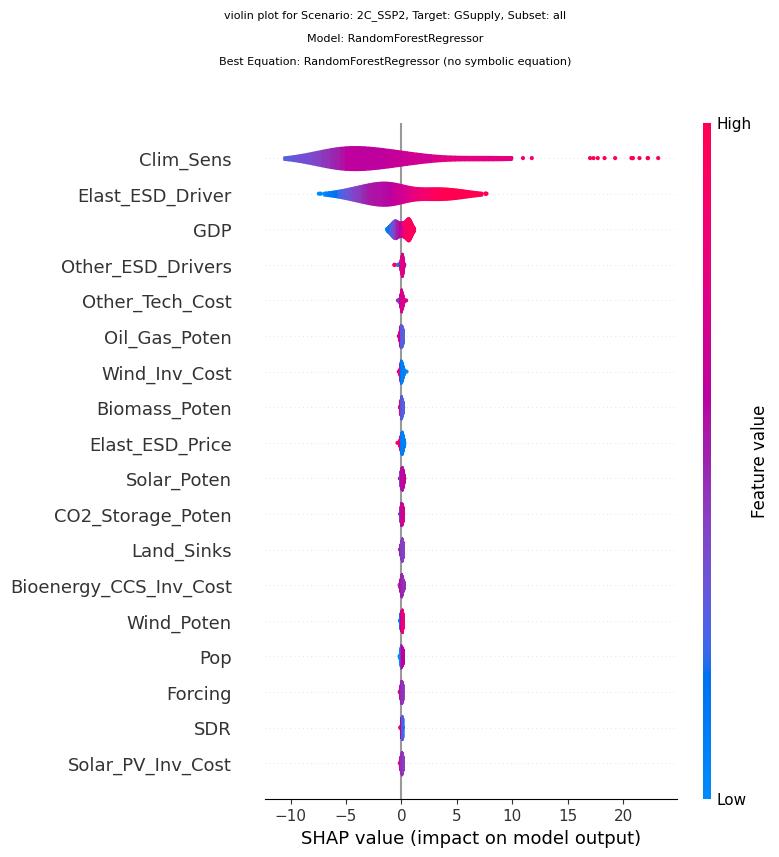 violin plot for Scenario: 2C_SSP2, Target: GSupply, Subset: all
Model: RandomForestRegressor
Best Equation: RandomForestRegressor (no symbolic equation)
High
Clim_Sens
Elast_ESD_Driver
GDP
Other_ESD_Drivers
Other_Tech_Cost
Oil_Gas_Poten
Wind_Inv_Cost
Biomass_Poten
Elast_ESD_Price
Solar_Poten
CO2_Storage_Poten
Land_Sinks
Bioenergy_CCS_Inv_Cost
Wind_Poten
Pop
Forcing
SDR
Solar_PV_Inv_Cost
Feature value
Low
−10 −5 0 5 10 15 20
SHAP value (impact on model output)